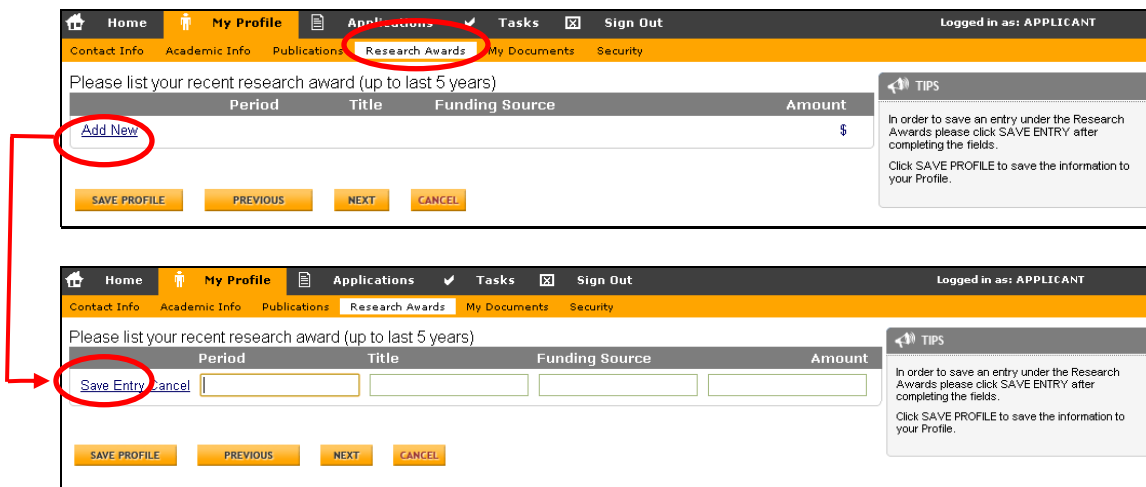 Home My Profile Applications Tasks Sign Out Logged in as: APPLICANT
Contact Info Academic Info Publications Research Awards My Documents Security
Please list your recent research award (up to last 5 years)
Period Title Funding Source Amount
Add New $
SAVE PROFILE PREVIOUS NEXT CANCEL
TIPS
In order to save an entry under the Research
Awards please click SAVE ENTRY after
completing the fields.
Click SAVE PROFILE to save the information to
your Profile.
Home My Profile Applications Tasks Sign Out Logged in as: APPLICANT
Contact Info Academic Info Publications Research Awards My Documents Security
Please list your recent research award (up to last 5 years)
Period Title Funding Source Amount
Save Entry Cancel
SAVE PROFILE PREVIOUS NEXT CANCEL
TIPS
In order to save an entry under the Research
Awards please click SAVE ENTRY after
completing the fields.
Click SAVE PROFILE to save the information to
your Profile.